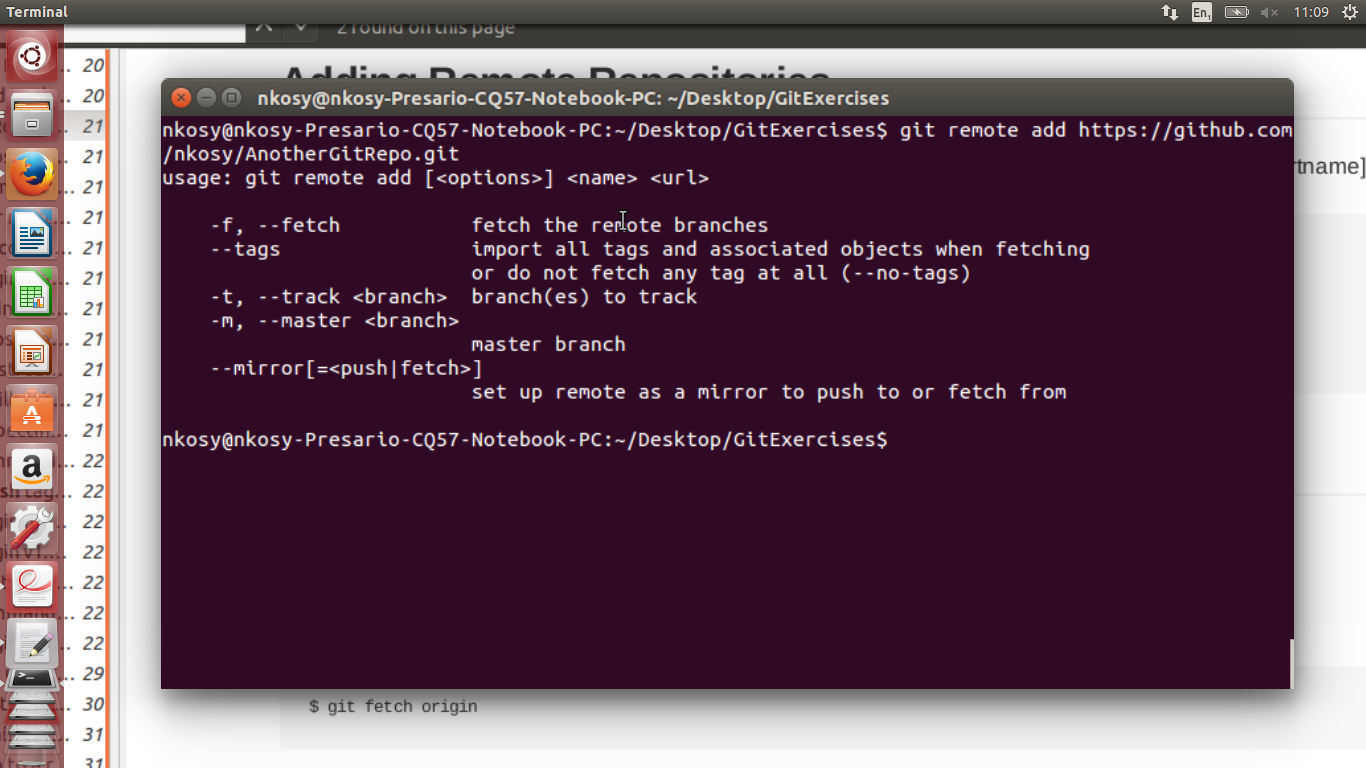 Terminal
En1 11:09
2 found on this page
Adding Remote Repositories
nkosy@nkosy-Presario-CQ57-Notebook-PC: ~/Desktop/GitExercises
nkosy@nkosy-Presario-CQ57-Notebook-PC:~/Desktop/GitExercises$ git remote add https://github.com
/nkosy/AnotherGitRepo.git
usage: git remote add [<options>] <name> <url>
-f, --fetch fetch the remote branches
--tags import all tags and associated objects when fetching
or do not fetch any tag at all (--no-tags)
-t, --track <branch> branch(es) to track
-m, --master <branch>
master branch
--mirror[=<push|fetch>]
set up remote as a mirror to push to or fetch from
nkosy@nkosy-Presario-CQ57-Notebook-PC:~/Desktop/GitExercises$
rtname]
$ git fetch origin
20
20
21
21
21
21
21
21
21
21
21
21
21
22
22
22
22
22
22
22
29
30
31
31